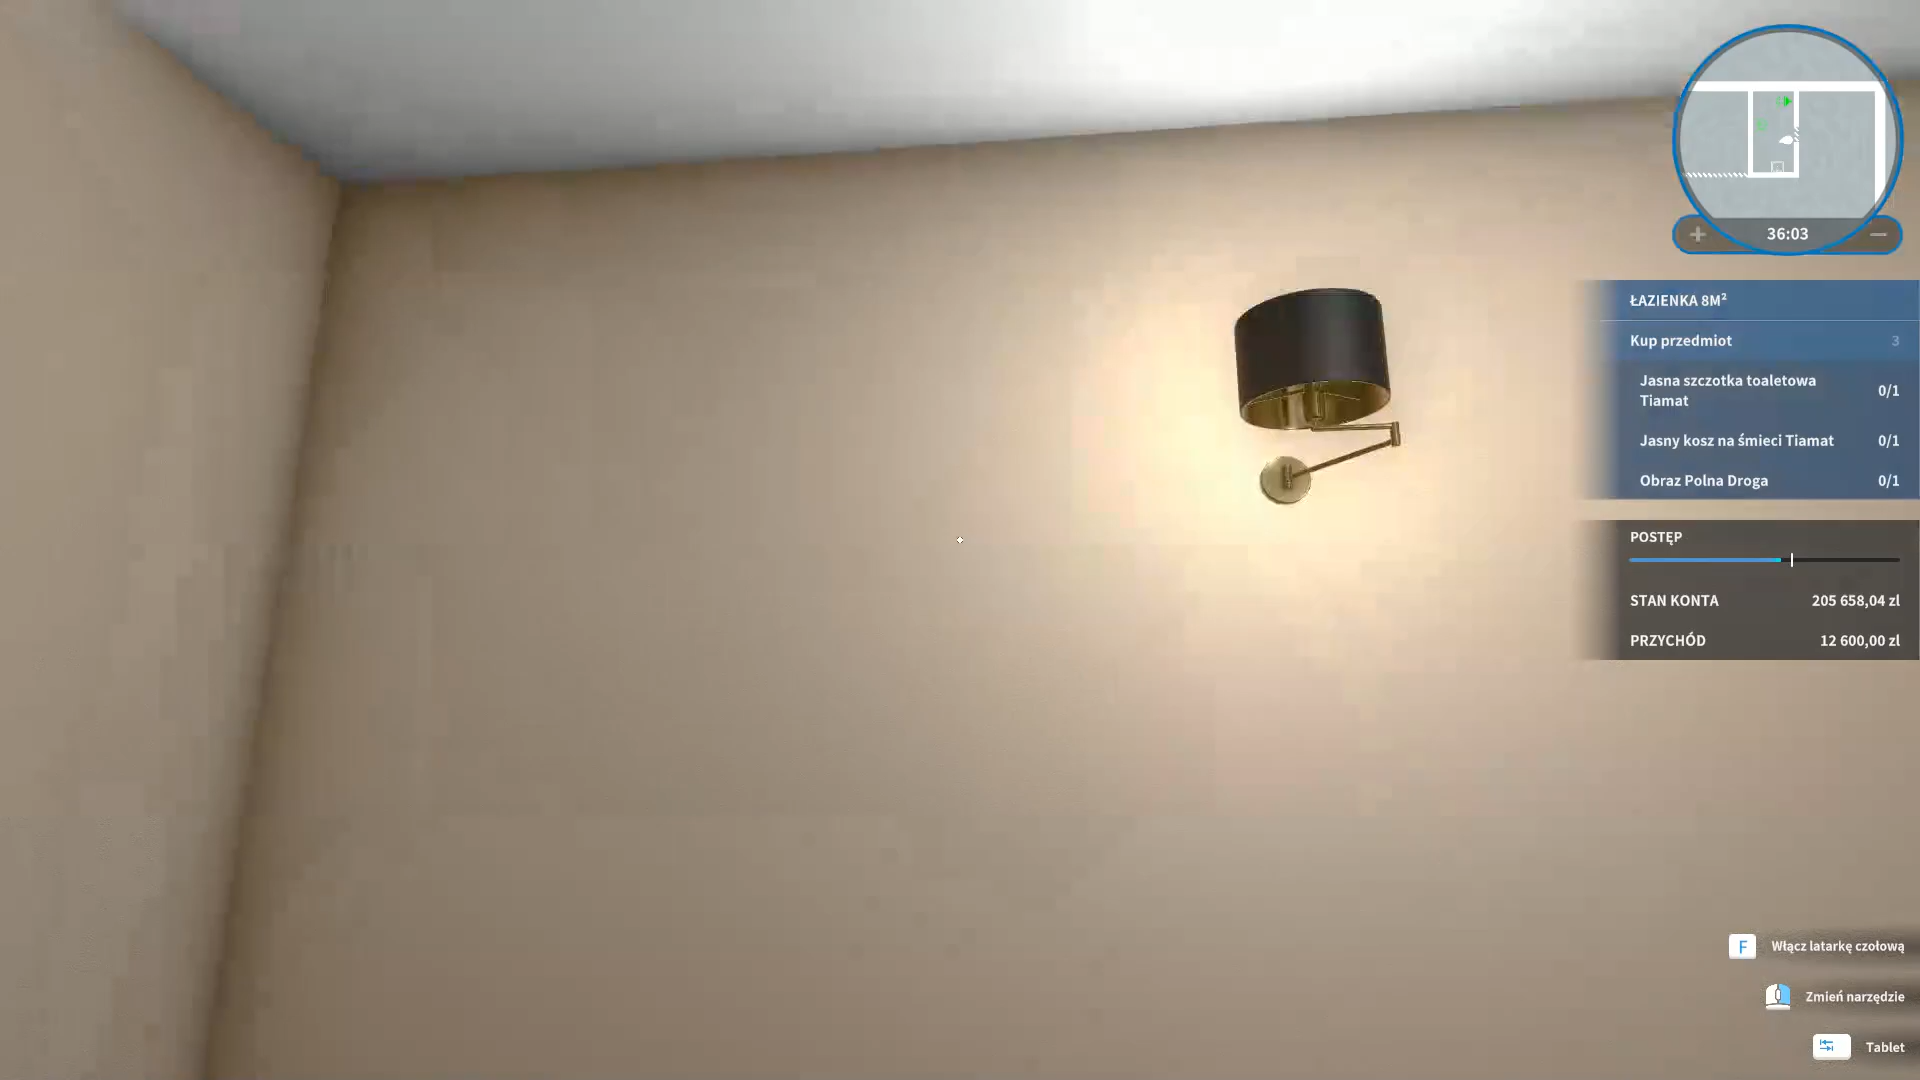 36:03
ŁAZIENKA 8M²
Kup przedmiot 3
Jasna szczotka toaletowa
Tiamat 0/1
Jasny kosz na śmieci Tiamat 0/1
Obraz Polna Droga 0/1
POSTĘP
STAN KONTA 205 658,04 zl
PRZYCHÓD 12 600,00 zl
F Włącz latarkę czołową
Zmień narzędzie
Tablet